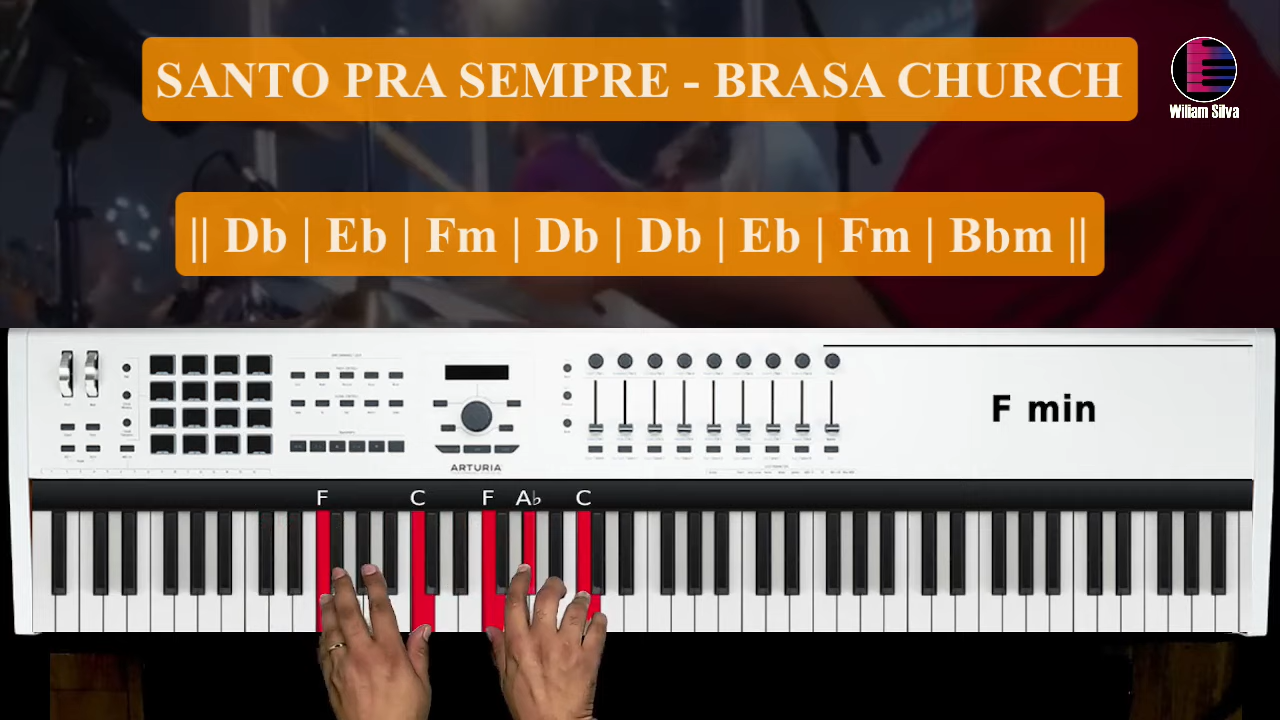 SANTO PRA SEMPRE - BRASA CHURCH
Wiliam Silva
|| Db | Eb | Fm | Db | Db | Eb | Fm | Bbm ||
F min
ARTURIA
F C F A♭ C